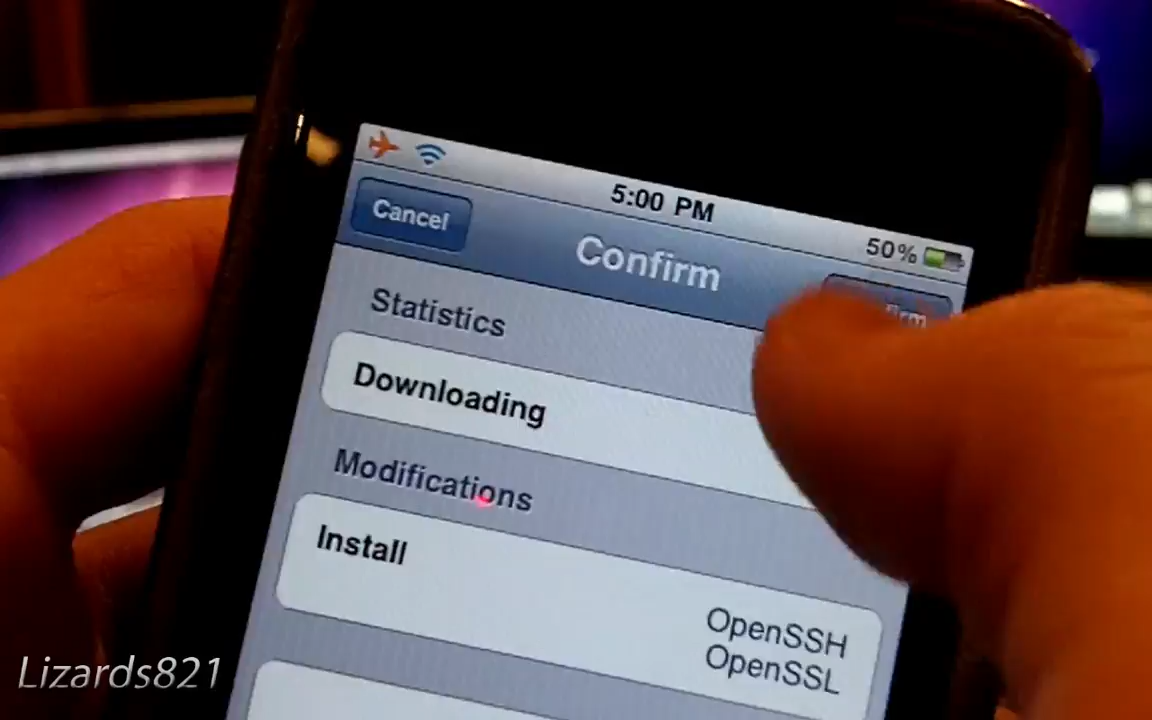 5:00 PM
50%
Cancel
Confirm
Statistics
Downloading
Modifications
Install
OpenSSH
OpenSSL
Lizards821